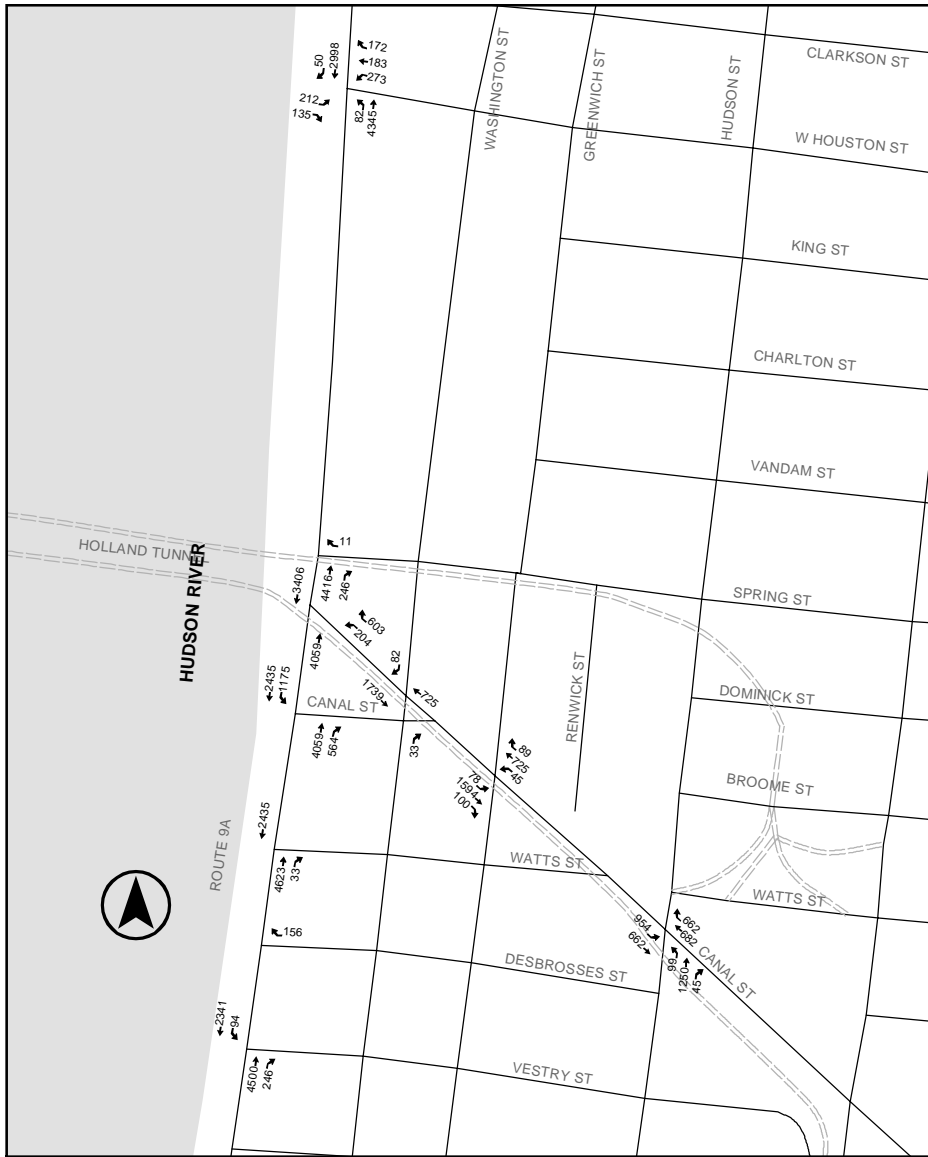 CLARKSON ST
WASHINGTON ST
GREENWICH ST
HUDSON ST
50
2998
172
183
273
212
135
82
4345
W HOUSTON ST
KING ST
CHARLTON ST
VANDAM ST
HOLLAND TUNNEL
HUDSON RIVER
11
3406
4416
246
SPRING ST
603
204
4059
82
2435
1175
1739
725
CANAL ST
RENWICK ST
DOMINICK ST
4059
564
33
89
725
45
78
1594
100
BROOME ST
2435
ROUTE 9A
4623
33
WATTS ST
WATTS ST
156
954
662
662
682
CANAL ST
99
1250
45
DESBROSSES ST
2341
94
4500
246
VESTRY ST